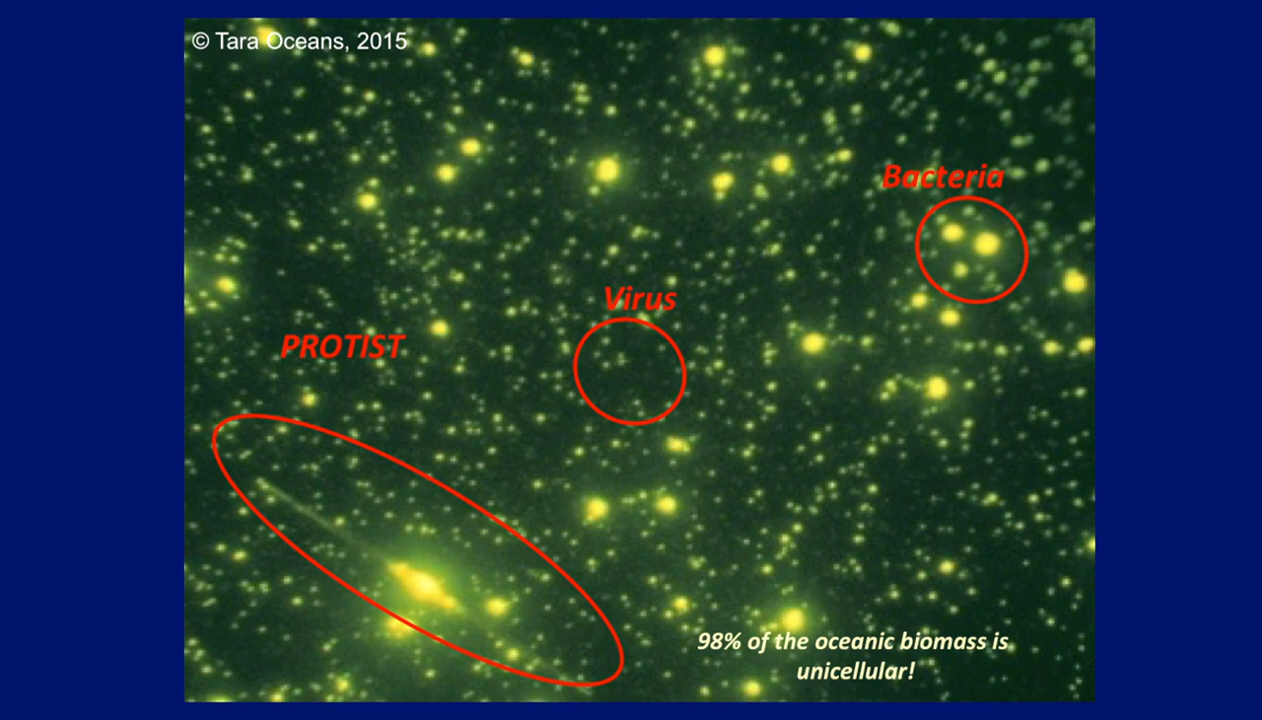 © Tara Oceans, 2015
Bacteria
Virus
PROTIST
98% of the oceanic biomass is
unicellular!